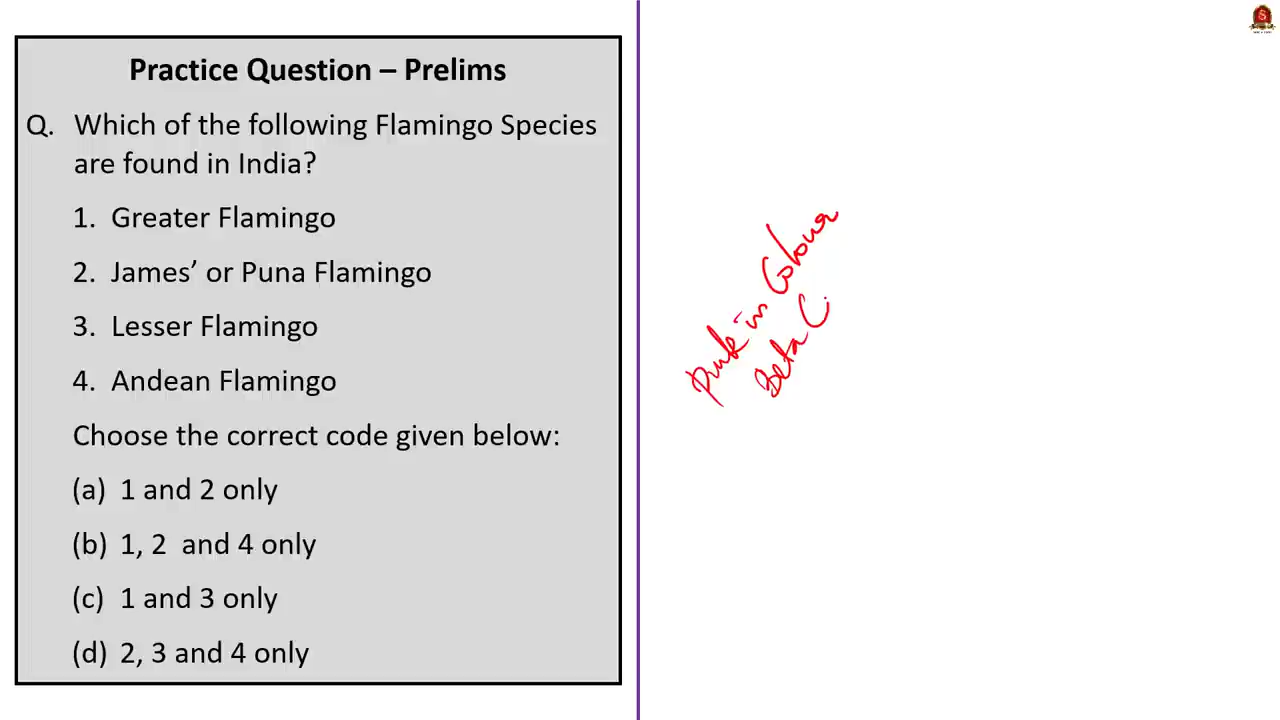 Practice Question – Prelims
Q. Which of the following Flamingo Species
are found in India?
1. Greater Flamingo
2. James’ or Puna Flamingo
3. Lesser Flamingo
4. Andean Flamingo
Choose the correct code given below:
(a) 1 and 2 only
(b) 1, 2 and 4 only
(c) 1 and 3 only
(d) 2, 3 and 4 only
Pink in Colour
Beta C